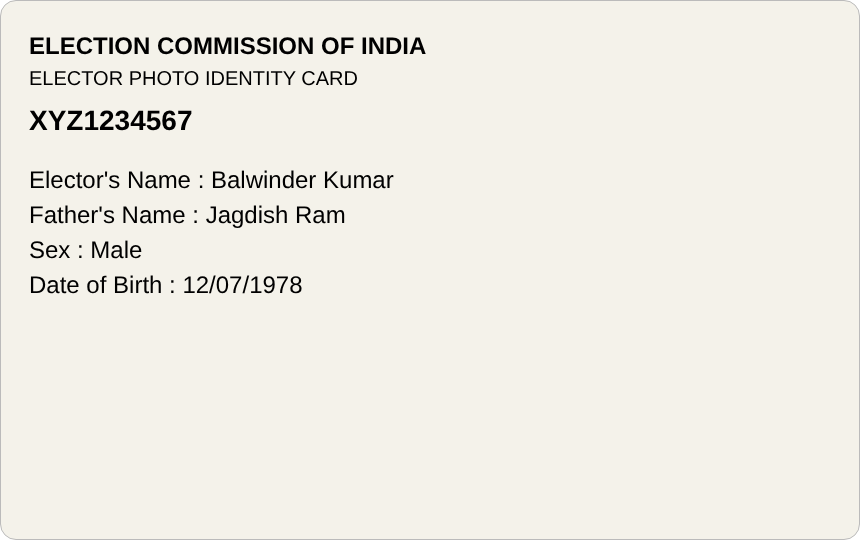 ELECTION COMMISSION OF INDIA
ELECTOR PHOTO IDENTITY CARD
XYZ1234567
Elector's Name : Balwinder Kumar
Father's Name : Jagdish Ram
Sex : Male
Date of Birth : 12/07/1978